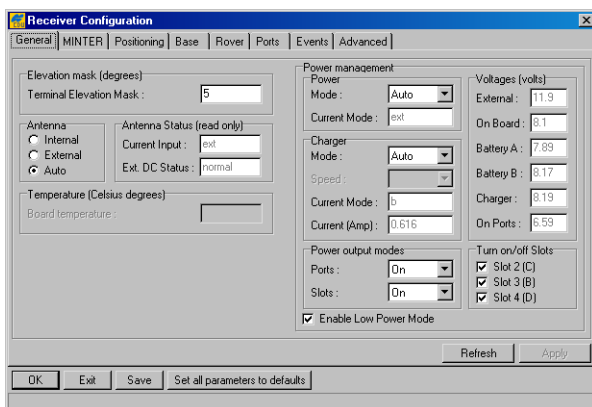 Receiver Configuration
General MINTER Positioning Base Rover Ports Events Advanced
Elevation mask (degrees)
Terminal Elevation Mask : 5
Antenna
Internal
External
Auto
Antenna Status (read only)
Current Input : ext
Ext. DC Status : normal
Temperature (Celsius degrees)
Board temperature :
Power management
Power
Mode : Auto
Current Mode : ext
Charger
Mode : Auto
Speed :
Current Mode : b
Current (Amp) : 0.616
Power output modes
Ports : On
Slots : On
Enable Low Power Mode
Voltages (volts)
External : 11.9
On Board : 8.1
Battery A : 7.89
Battery B : 8.17
Charger : 8.19
On Ports : 6.59
Turn on/off Slots
Slot 2 (C)
Slot 3 (B)
Slot 4 (D)
Refresh Apply
OK Exit Save Set all parameters to defaults